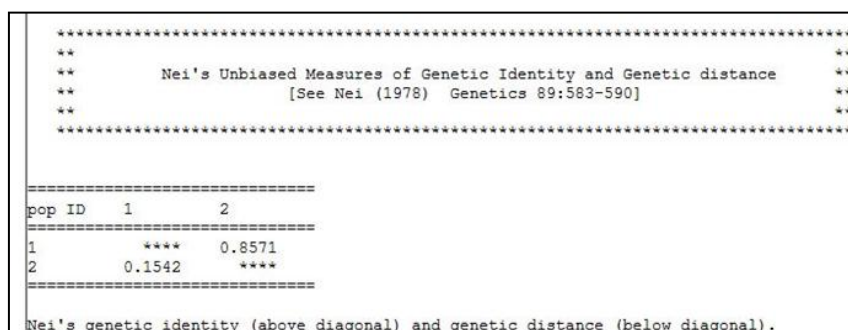 ********************************************************************************
** **
** Nei's Unbiased Measures of Genetic Identity and Genetic distance **
** [See Nei (1978) Genetics 89:583-590] **
** **
********************************************************************************
==============================
pop ID 1 2
==============================
1 **** 0.8571
2 0.1542 ****
==============================
Nei's genetic identity (above diagonal) and genetic distance (below diagonal).